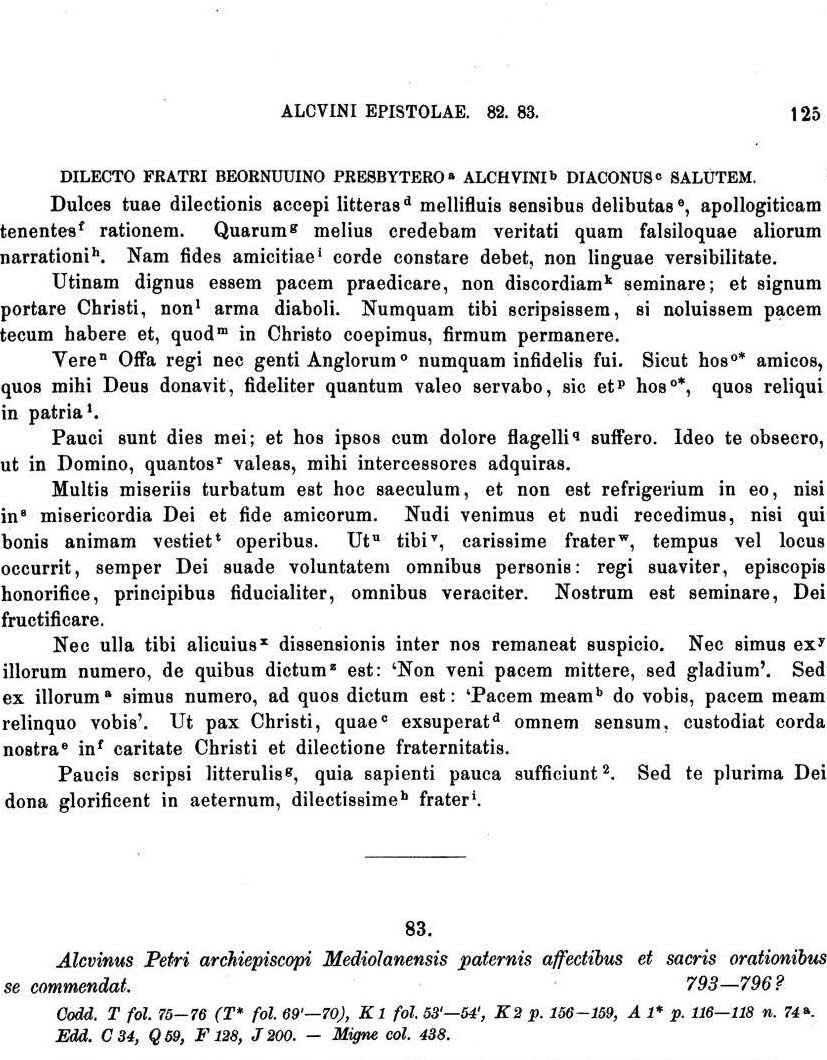 ALCVINI EPISTOLAE. 82. 83. 125
DILECTO FRATRI BEORNUUINO PRESBYTERO a ALCHVINI b DIACONUS c SALUTEM.
Dulces tuae dilectionis accepi litteras d mellifluis sensibus delibutas e, apollogiticam
tenentes f rationem. Quarum g melius credebam veritati quam falsiloquae aliorum
narrationi h. Nam fides amicitiae i corde constare debet, non linguae versibilitate.
Utinam dignus essem pacem praedicare, non discordiam k seminare; et signum
portare Christi, non l arma diaboli. Numquam tibi scripsissem, si noluissem pacem
tecum habere et, quod m in Christo coepimus, firmum permanere.
Vere n Offa regi nec genti Anglorum o numquam infidelis fui. Sicut hos o* amicos,
quos mihi Deus donavit, fideliter quantum valeo servabo, sic et p hos o*, quos reliqui
in patria 1.
Pauci sunt dies mei; et hos ipsos cum dolore flagelli q suffero. Ideo te obsecro,
ut in Domino, quantos r valeas, mihi intercessores adquiras.
Multis miseriis turbatum est hoc saeculum, et non est refrigerium in eo, nisi
in s misericordia Dei et fide amicorum. Nudi venimus et nudi recedimus, nisi qui
bonis animam vestiet t operibus. Ut u tibi v, carissime frater w, tempus vel locus
occurrit, semper Dei suade voluntatem omnibus personis: regi suaviter, episcopis
honorifice, principibus fiducialiter, omnibus veraciter. Nostrum est seminare, Dei
fructificare.
Nec ulla tibi alicuius x dissensionis inter nos remaneat suspicio. Nec simus ex y
illorum numero, de quibus dictum z est: ‘Non veni pacem mittere, sed gladium’. Sed
ex illorum a simus numero, ad quos dictum est: ‘Pacem meam b do vobis, pacem meam
relinquo vobis’. Ut pax Christi, quae c exsuperat d omnem sensum, custodiat corda
nostra e in f caritate Christi et dilectione fraternitatis.
Paucis scripsi litterulis g, quia sapienti pauca sufficiunt 2. Sed te plurima Dei
dona glorificent in aeternum, dilectissime h frater i.
83.
Alcvinus Petri archiepiscopi Mediolanensis paternis affectibus et sacris orationibus
se commendat. 793—796?
Codd. T fol. 75—76 (T* fol. 69'—70), K 1 fol. 53'—54', K 2 p. 156—159, A 1* p. 116—118 n. 74 a.
Edd. C 34, Q 59, F 128, J 200. — Migne col. 438.